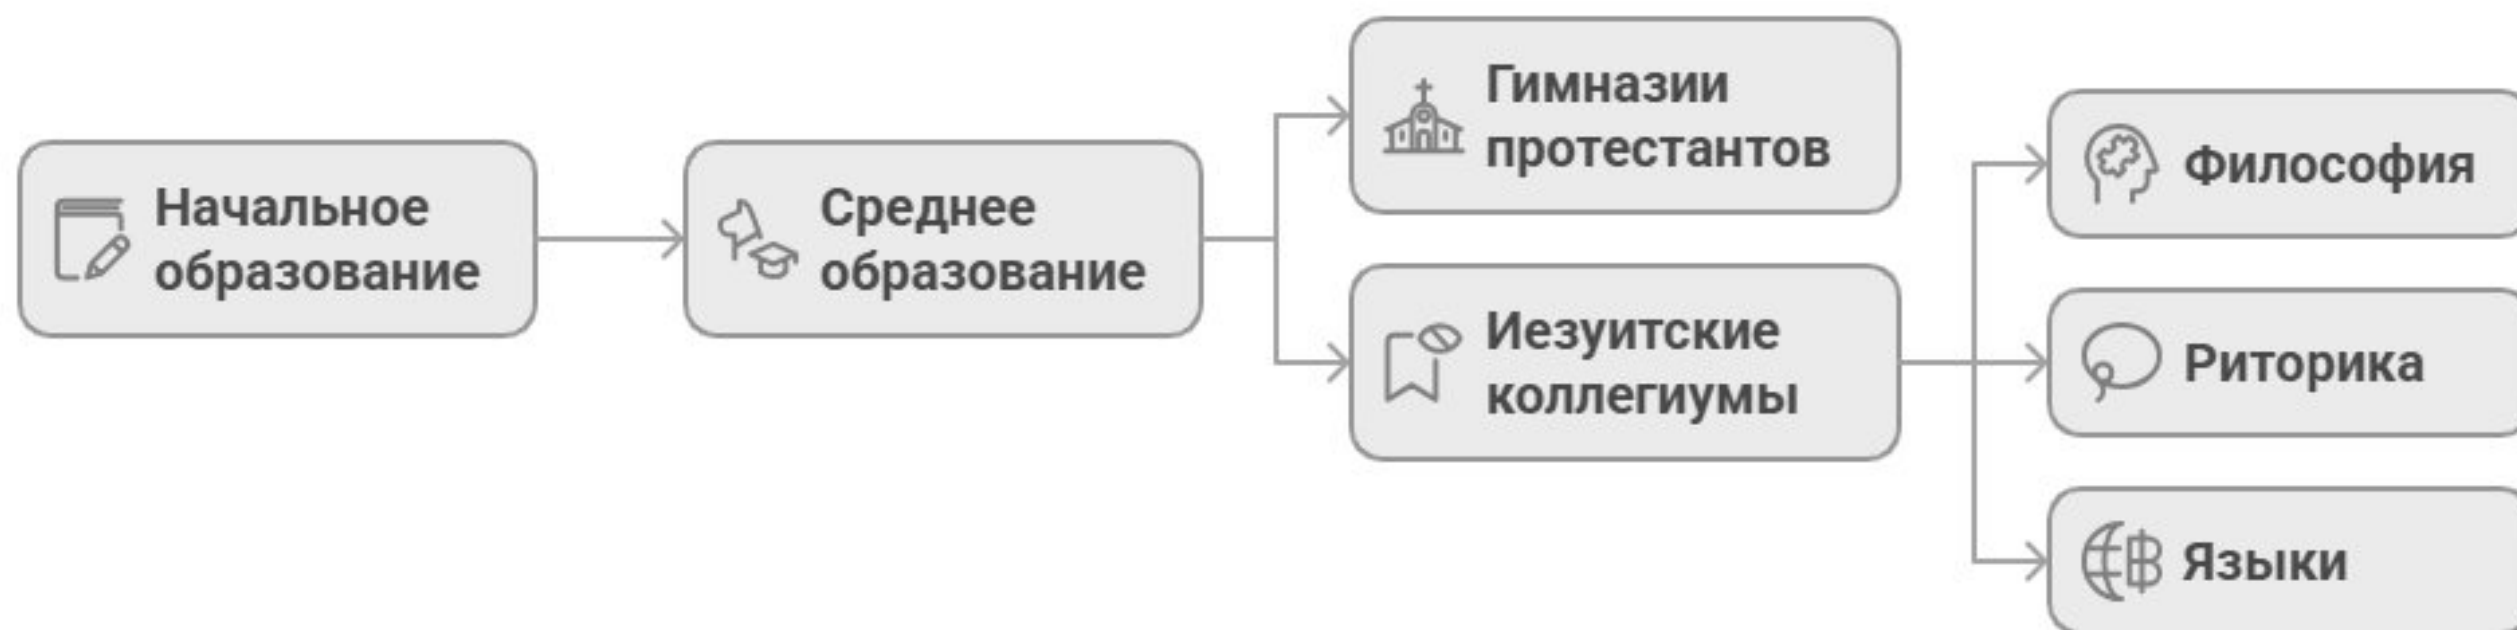 Начальное
образование
Среднее
образование
Гимназии
протестантов
Иезуитские
коллегиумы
Философия
Риторика
Языки